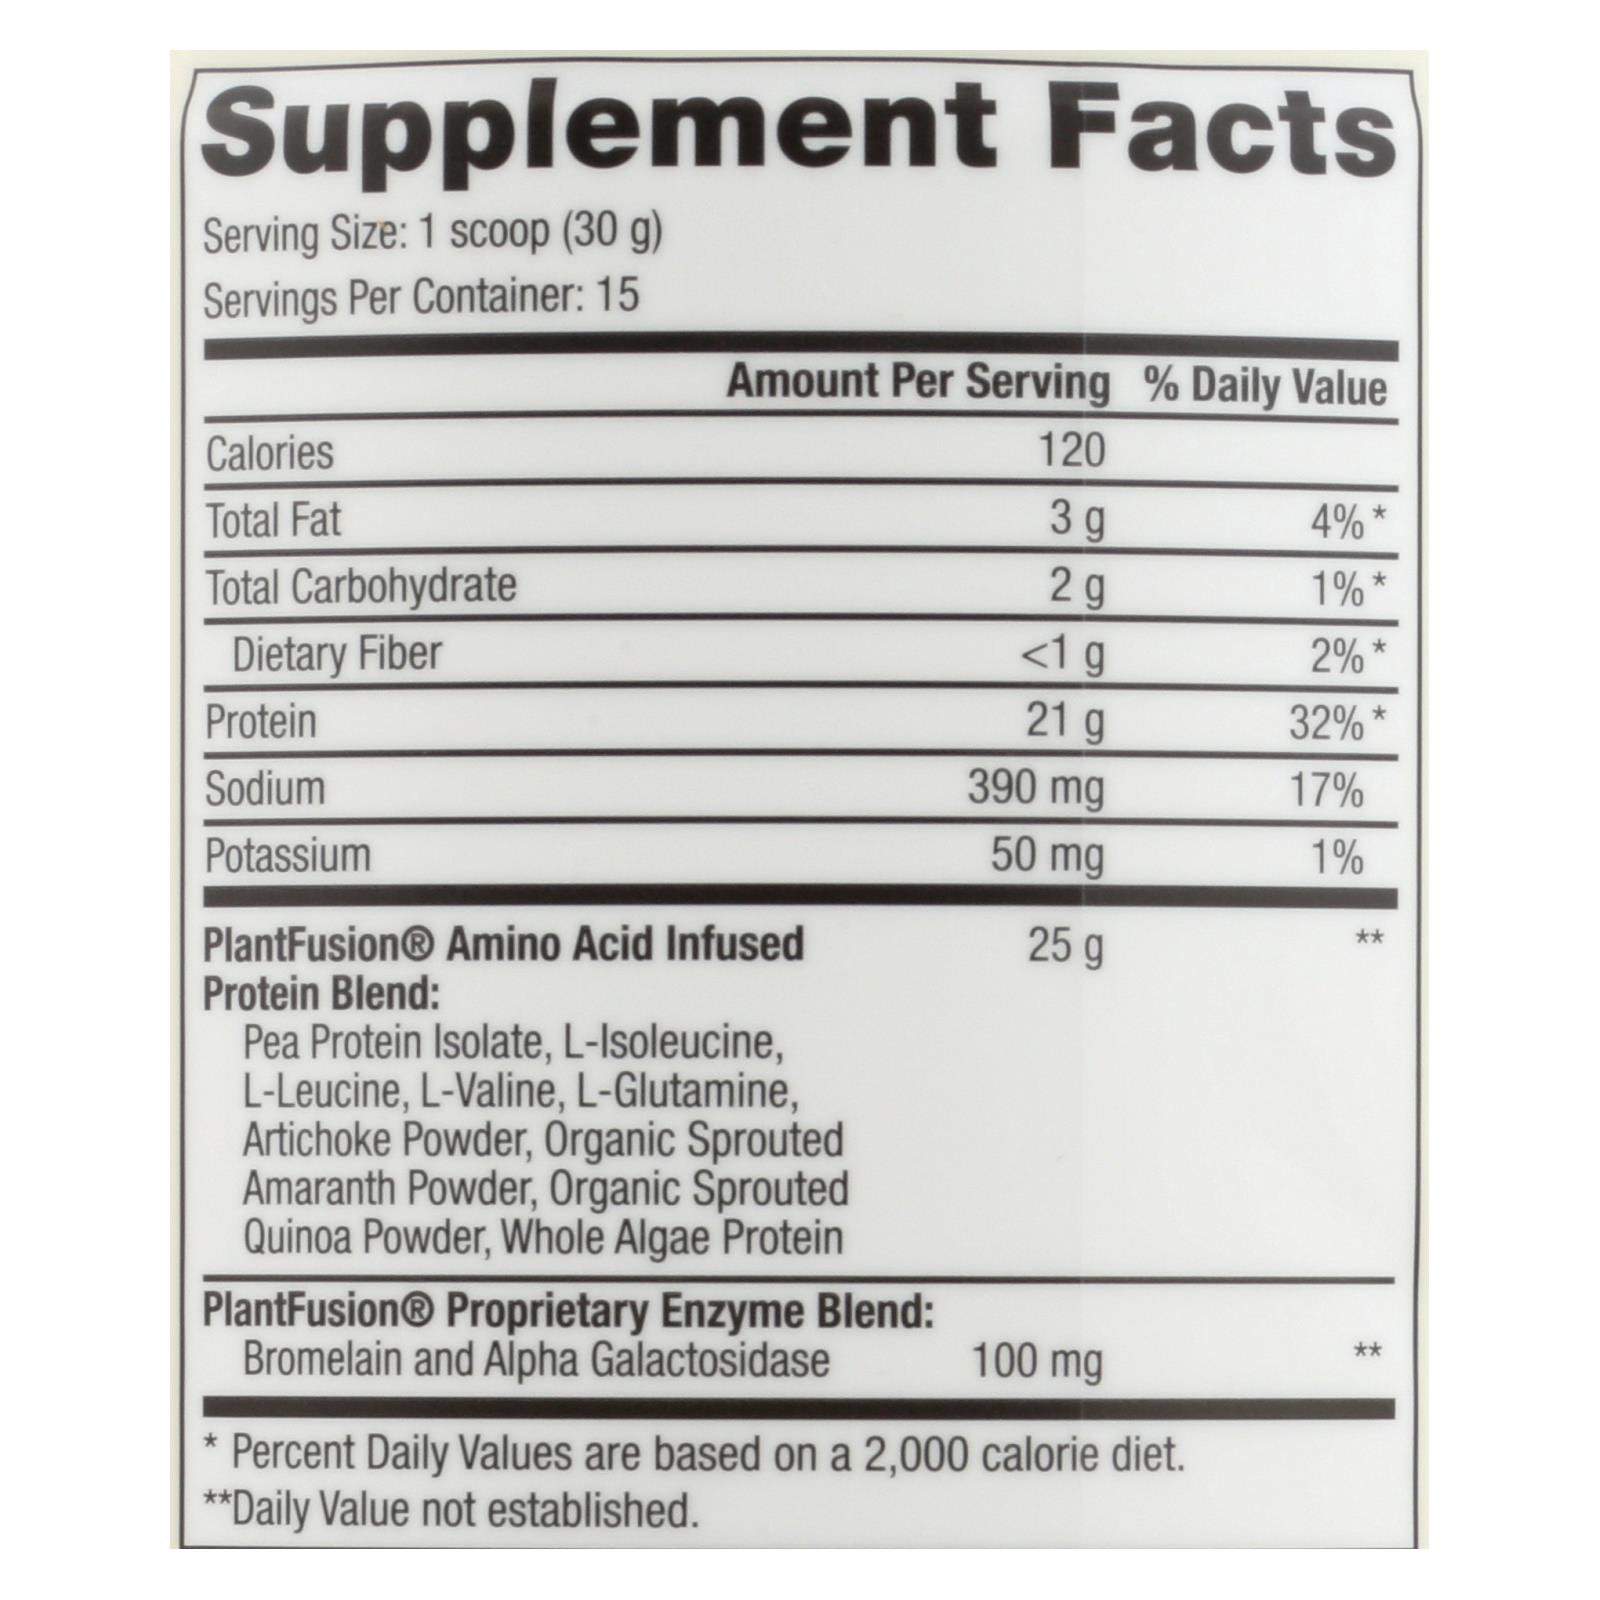 Supplement Facts
Serving Size: 1 scoop (30 g)
Servings Per Container: 15
Amount Per Serving % Daily Value
Calories 120
Total Fat 3 g 4% *
Total Carbohydrate 2 g 1% *
Dietary Fiber <1 g 2% *
Protein 21 g 32% *
Sodium 390 mg 17%
Potassium 50 mg 1%
PlantFusion® Amino Acid Infused 25 g **
Protein Blend:
Pea Protein Isolate, L-Isoleucine,
L-Leucine, L-Valine, L-Glutamine,
Artichoke Powder, Organic Sprouted
Amaranth Powder, Organic Sprouted
Quinoa Powder, Whole Algae Protein
PlantFusion® Proprietary Enzyme Blend:
Bromelain and Alpha Galactosidase 100 mg **
* Percent Daily Values are based on a 2,000 calorie diet.
**Daily Value not established.